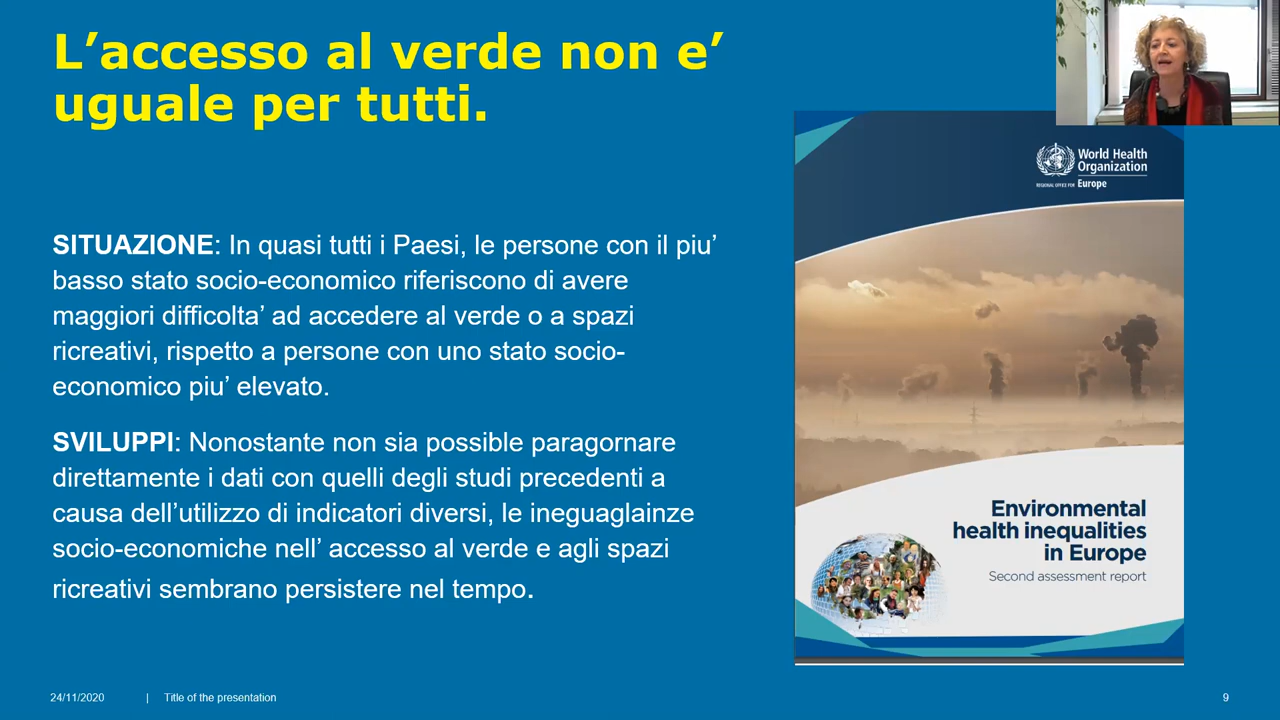 L’accesso al verde non e’
uguale per tutti.
SITUAZIONE: In quasi tutti i Paesi, le persone con il piu’
basso stato socio-economico riferiscono di avere
maggiori difficolta’ ad accedere al verde o a spazi
ricreativi, rispetto a persone con uno stato socio-
economico piu’ elevato.
SVILUPPI: Nonostante non sia possible paragornare
direttamente i dati con quelli degli studi precedenti a
causa dell’utilizzo di indicatori diversi, le ineguaglainze
socio-economiche nell’ accesso al verde e agli spazi
ricreativi sembrano persistere nel tempo.
World Health
Organization
REGIONAL OFFICE FOR Europe
Environmental
health inequalities
in Europe
Second assessment report
24/11/2020 | Title of the presentation 9